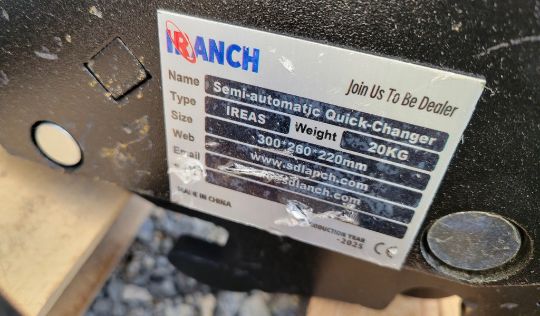 IRANCH
Join Us To Be Dealer
Name Semi-automatic Quick-Changer
Type IREAS Weight 20KG
Size 300*260*220mm
Web www.sdlanch.com
Email
MADE IN CHINA
PRODUCTION YEAR
-2025 CE